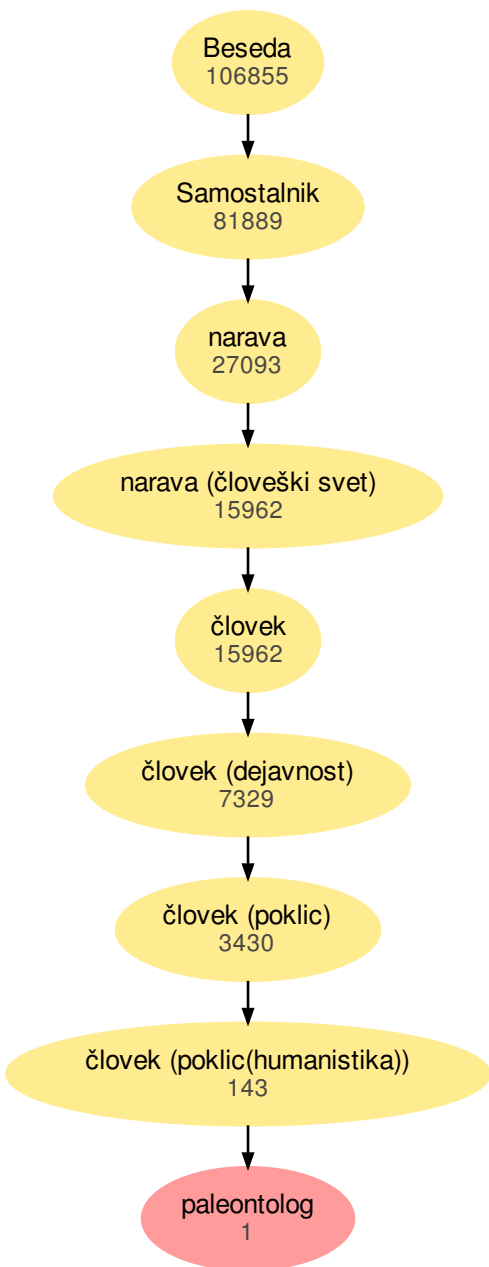 Beseda
106855
Samostalnik
81889
narava
27093
narava (človeški svet)
15962
človek
15962
človek (dejavnost)
7329
človek (poklic)
3430
človek (poklic(humanistika))
143
paleontolog
1